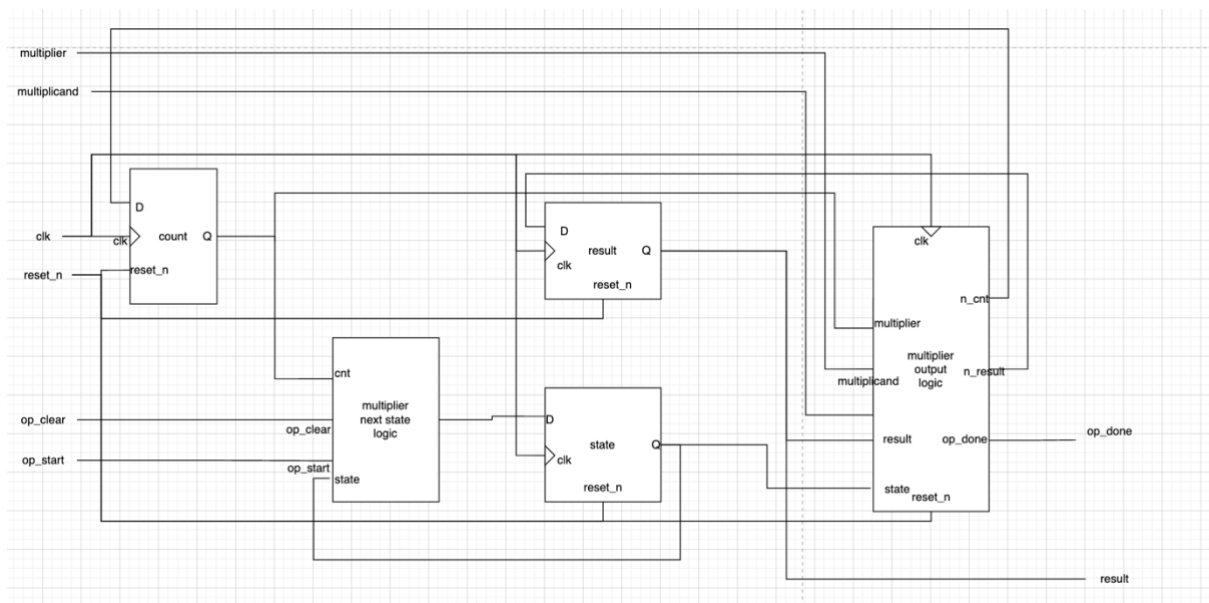 multiplier
multiplicand
D
clk
clk
count
Q
reset_n
reset_n
D
result
Q
clk
reset_n
clk
n_cnt
multiplier
multiplier
output
logic
n_result
multiplicand
result
op_done
op_done
state
reset_n
cnt
multiplier
next state
logic
op_clear
op_clear
op_start
op_start
state
D
state
Q
clk
reset_n
result